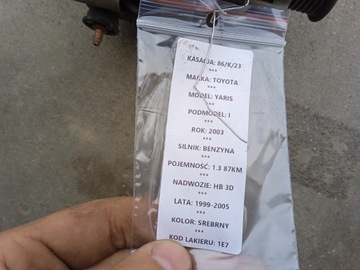 KASACJA: 86/K/23
***
MARKA: TOYOTA
**
MODEL: YARIS
**
PODMODEL: I
***
ROK: 2003
***
SILNIK: BENZYNA
***
POJEMNOŚĆ: 1.3 87KM
***
NADWOZIE: HB 3D
***
LATA: 1999-2005
***
KOLOR: SREBRNY
***
KOD LAKIERU: 1E7